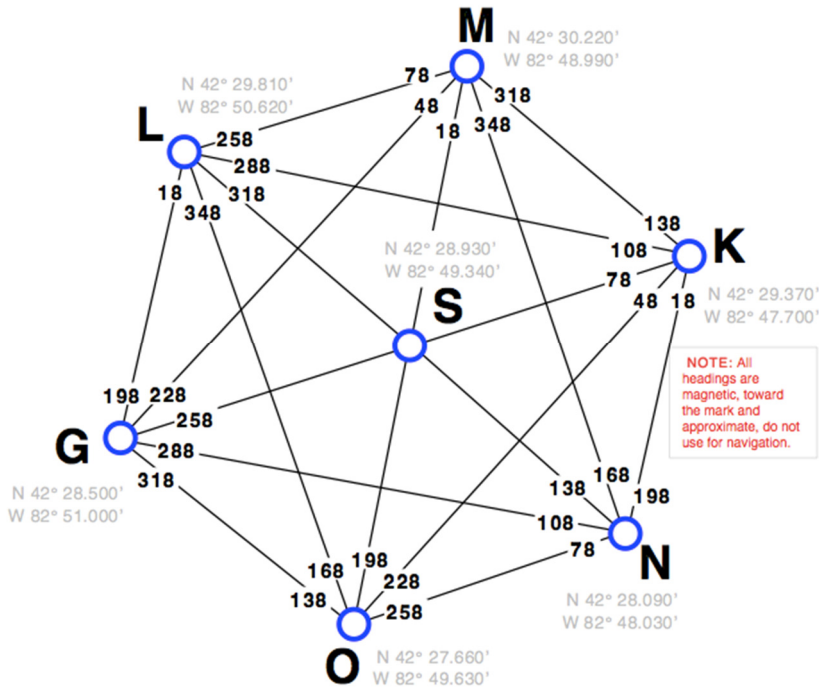 M
N 42° 30.220’
W 82° 48.990’
78
318
N 42° 29.810’
W 82° 50.620’
48
18
348
L
258
288
18
318
348
138
108
K
N 42° 28.930’
W 82° 49.340’
78
48
18
N 42° 29.370’
W 82° 47.700’
S
NOTE: All
headings are
magnetic, toward
the mark and
approximate, do not
use for navigation.
198
228
258
G
288
318
N 42° 28.500’
W 82° 51.000’
168
138
198
108
78
N
168
198
228
138
258
N 42° 28.090’
W 82° 48.030’
O
N 42° 27.660’
W 82° 49.630’